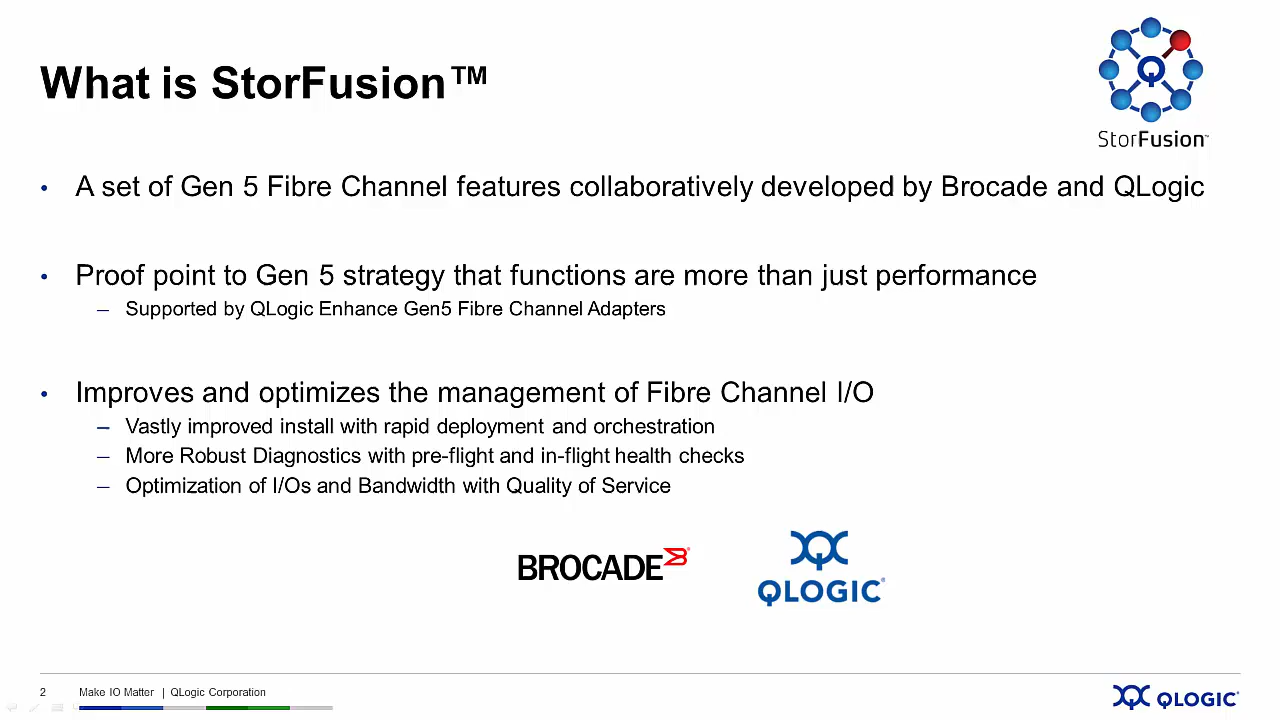 What is StorFusion™
StorFusion™
• A set of Gen 5 Fibre Channel features collaboratively developed by Brocade and QLogic
• Proof point to Gen 5 strategy that functions are more than just performance
– Supported by QLogic Enhance Gen5 Fibre Channel Adapters
• Improves and optimizes the management of Fibre Channel I/O
– Vastly improved install with rapid deployment and orchestration
– More Robust Diagnostics with pre-flight and in-flight health checks
– Optimization of I/Os and Bandwidth with Quality of Service
BROCADE
QLOGIC
2 Make IO Matter | QLogic Corporation
QLOGIC